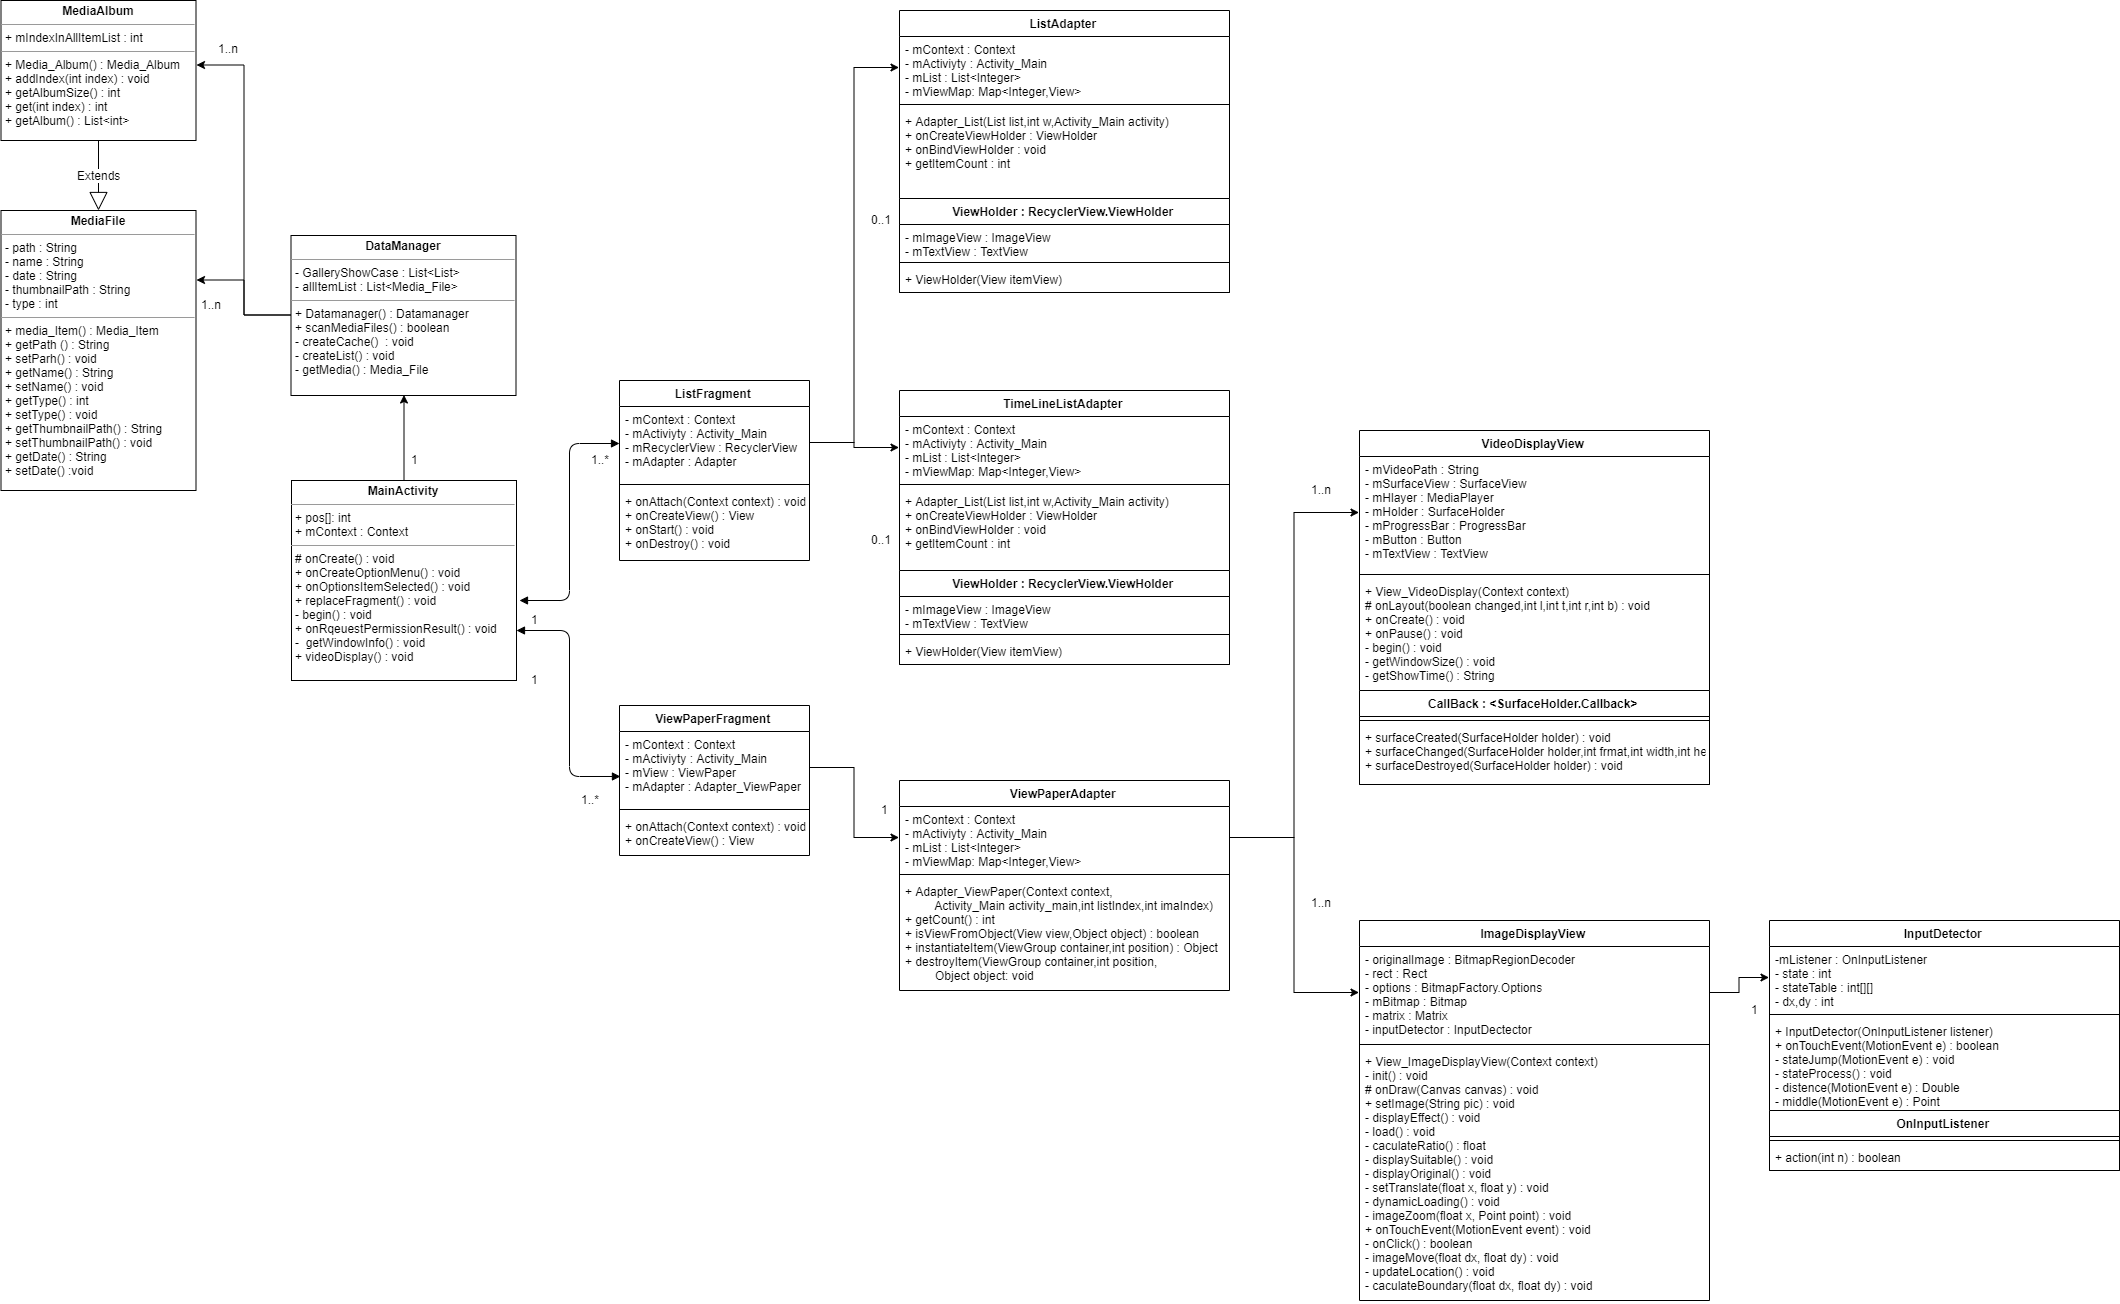 MediaAlbum
+ mIndexInAllItemList : int
+ Media_Album() : Media_Album
+ addIndex(int index) : void
+ getAlbumSize() : int
+ get(int index) : int
+ getAlbum() : List<int>
1..n
Extends
MediaFile
- path : String
- name : String
- date : String
- thumbnailPath : String
- type : int
+ media_Item() : Media_Item
+ getPath () : String
+ setParh() : void
+ getName() : String
+ setName() : void
+ getType() : int
+ setType() : void
+ getThumbnailPath() : String
+ setThumbnailPath() : void
+ getDate() : String
+ setDate() :void
1..n
DataManager
- GalleryShowCase : List<List>
- allItemList : List<Media_File>
+ Datamanager() : Datamanager
+ scanMediaFiles() : boolean
- createCache()  : void
- createList() : void
- getMedia() : Media_File
1
MainActivity
+ pos[]: int
+ mContext : Context
# onCreate() : void
+ onCreateOptionMenu() : void
+ onOptionsItemSelected() : void
+ replaceFragment() : void
- begin() : void
+ onRqeuestPermissionResult() : void
-  getWindowInfo() : void
+ videoDisplay() : void
1
1
1..*
1..*
ListFragment
- mContext : Context
- mActiviyty : Activity_Main
- mRecyclerView : RecyclerView
- mAdapter : Adapter
+ onAttach(Context context) : void
+ onCreateView() : View
+ onStart() : void
+ onDestroy() : void
ViewPaperFragment
- mContext : Context
- mActiviyty : Activity_Main
- mView : ViewPaper
- mAdapter : Adapter_ViewPaper
+ onAttach(Context context) : void
+ onCreateView() : View
ListAdapter
- mContext : Context
- mActiviyty : Activity_Main
- mList : List<Integer>
- mViewMap: Map<Integer,View>
+ Adapter_List(List list,int w,Activity_Main activity)
+ onCreateViewHolder : ViewHolder
+ onBindViewHolder : void
+ getItemCount : int
0..1
ViewHolder : RecyclerView.ViewHolder
- mImageView : ImageView
- mTextView : TextView
+ ViewHolder(View itemView)
TimeLineListAdapter
- mContext : Context
- mActiviyty : Activity_Main
- mList : List<Integer>
- mViewMap: Map<Integer,View>
+ Adapter_List(List list,int w,Activity_Main activity)
+ onCreateViewHolder : ViewHolder
+ onBindViewHolder : void
+ getItemCount : int
0..1
ViewHolder : RecyclerView.ViewHolder
- mImageView : ImageView
- mTextView : TextView
+ ViewHolder(View itemView)
1
ViewPaperAdapter
- mContext : Context
- mActiviyty : Activity_Main
- mList : List<Integer>
- mViewMap: Map<Integer,View>
+ Adapter_ViewPaper(Context context,
Activity_Main activity_main,int listIndex,int imaIndex)
+ getCount() : int
+ isViewFromObject(View view,Object object) : boolean
+ instantiateItem(ViewGroup container,int position) : Object
+ destroyItem(ViewGroup container,int position,
Object object: void
1..n
VideoDisplayView
- mVideoPath : String
- mSurfaceView : SurfaceView
- mHlayer : MediaPlayer
- mHolder : SurfaceHolder
- mProgressBar : ProgressBar
- mButton : Button
- mTextView : TextView
+ View_VideoDisplay(Context context)
# onLayout(boolean changed,int l,int t,int r,int b) : void
+ onCreate() : void
+ onPause() : void
- begin() : void
- getWindowSize() : void
- getShowTime() : String
CallBack : <SurfaceHolder.Callback>
+ surfaceCreated(SurfaceHolder holder) : void
+ surfaceChanged(SurfaceHolder holder,int frmat,int width,int he
+ surfaceDestroyed(SurfaceHolder holder) : void
1..n
ImageDisplayView
- originalImage : BitmapRegionDecoder
- rect : Rect
- options : BitmapFactory.Options
- mBitmap : Bitmap
- matrix : Matrix
- inputDetector : InputDectector
+ View_ImageDisplayView(Context context)
- init() : void
# onDraw(Canvas canvas) : void
+ setImage(String pic) : void
- displayEffect() : void
- load() : void
- caculateRatio() : float
- displaySuitable() : void
- displayOriginal() : void
- setTranslate(float x, float y) : void
- dynamicLoading() : void
- imageZoom(float x, Point point) : void
+ onTouchEvent(MotionEvent event) : void
- onClick() : boolean
- imageMove(float dx, float dy) : void
- updateLocation() : void
- caculateBoundary(float dx, float dy) : void
1
InputDetector
-mListener : OnInputListener
- state : int
- stateTable : int[][]
- dx,dy : int
+ InputDetector(OnInputListener listener)
+ onTouchEvent(MotionEvent e) : boolean
- stateJump(MotionEvent e) : void
- stateProcess() : void
- distence(MotionEvent e) : Double
- middle(MotionEvent e) : Point
OnInputListener
+ action(int n) : boolean